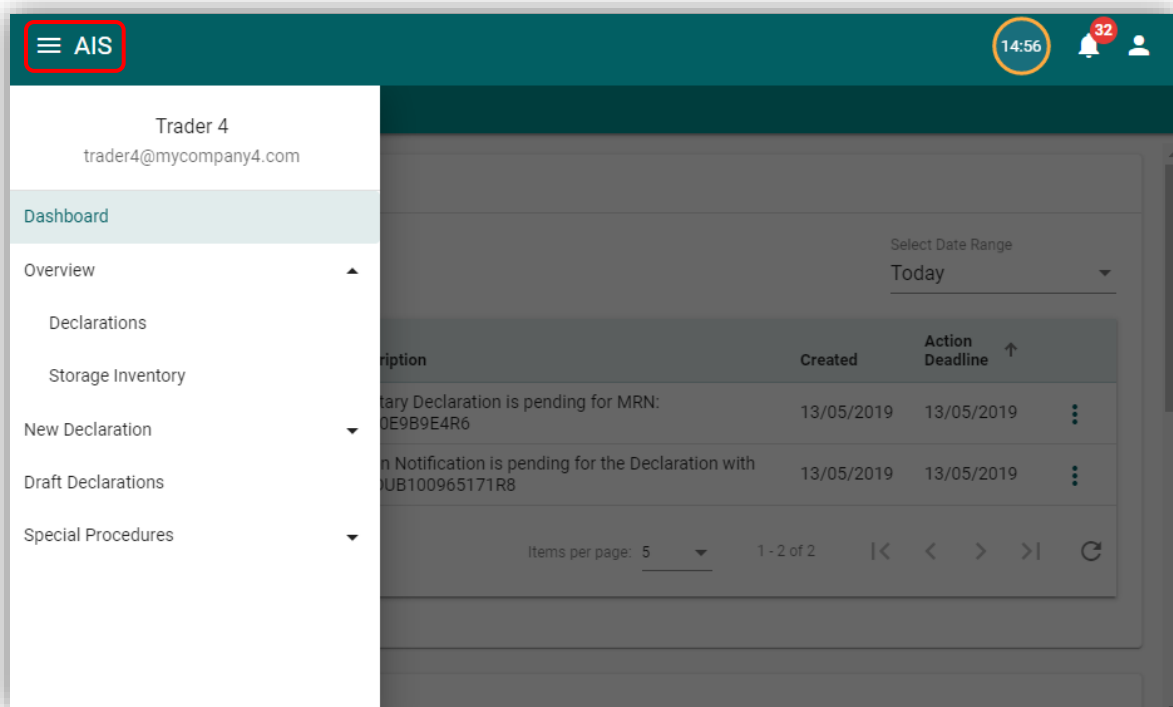 AIS
14:56
32
Trader 4
trader4@mycompany4.com
Dashboard
Overview
Declarations
Storage Inventory
New Declaration
Draft Declarations
Special Procedures
Select Date Range
Today
ription
Created
Action
Deadline
tary Declaration is pending for MRN:
0E9B9E4R6
13/05/2019
13/05/2019
n Notification is pending for the Declaration with
DUB100965171R8
13/05/2019
13/05/2019
Items per page: 5
1 - 2 of 2